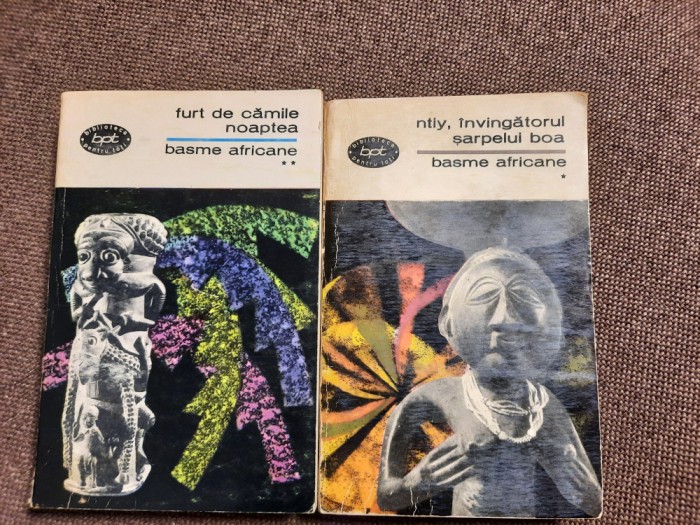 furt de cămile
noaptea
basme africane
**
biblioteca
bpt
pentru toți
ntiy, învingătorul
șarpelui boa
basme africane
*
biblioteca
bpt
pentru toți